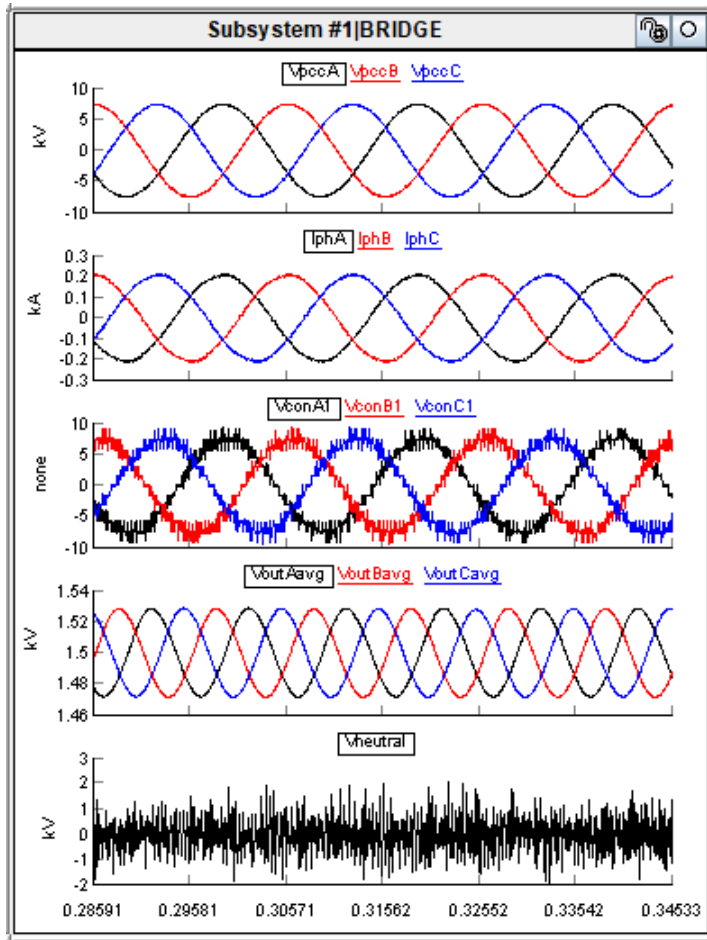 Subsystem #1|BRIDGE
VpccA VpccB VpccC
10
5
0
-5
-10
kV
IphA IphB IphC
0.3
0.2
0.1
0
-0.1
-0.2
-0.3
kA
VconA1 VconB1 VconC1
10
5
0
-5
-10
none
VoutAavg VoutBavg VoutCavg
1.54
1.52
1.5
1.48
1.46
kV
Vneutral
3
2
1
0
-1
-2
kV
0.28591 0.29581 0.30571 0.31562 0.32552 0.33542 0.34533